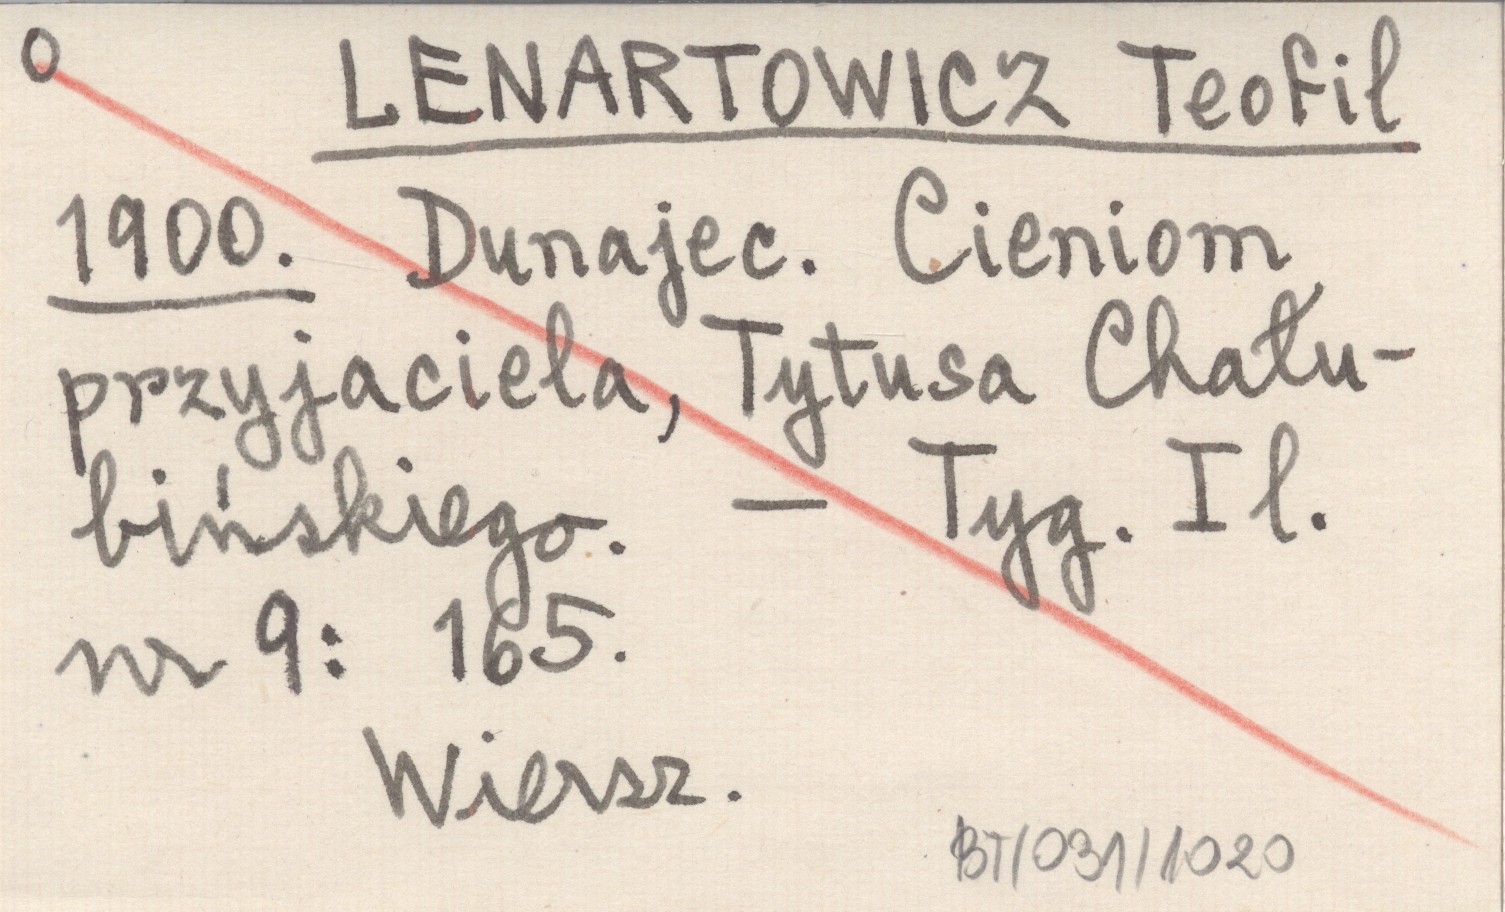 O
LENARTOWICZ Teofil
1900. Dunajec. Cieniom
przyjaciela, Tytusa Chału-
bińskiego. — Tyg. Il.
nr 9: 165.
Wiersz.
BT/031/1020